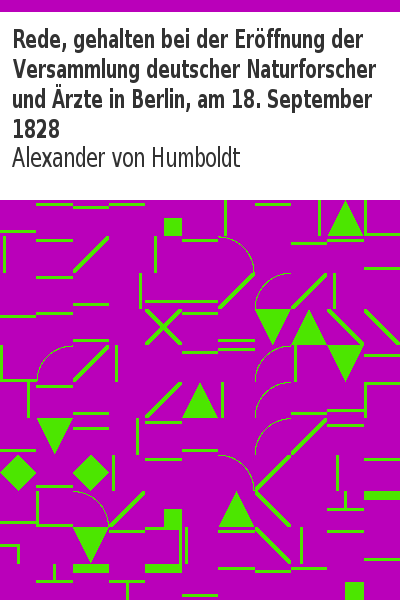 Rede, gehalten bei der Eröffnung der
Versammlung deutscher Naturforscher
und Ärzte in Berlin, am 18. September
1828
Alexander von Humboldt